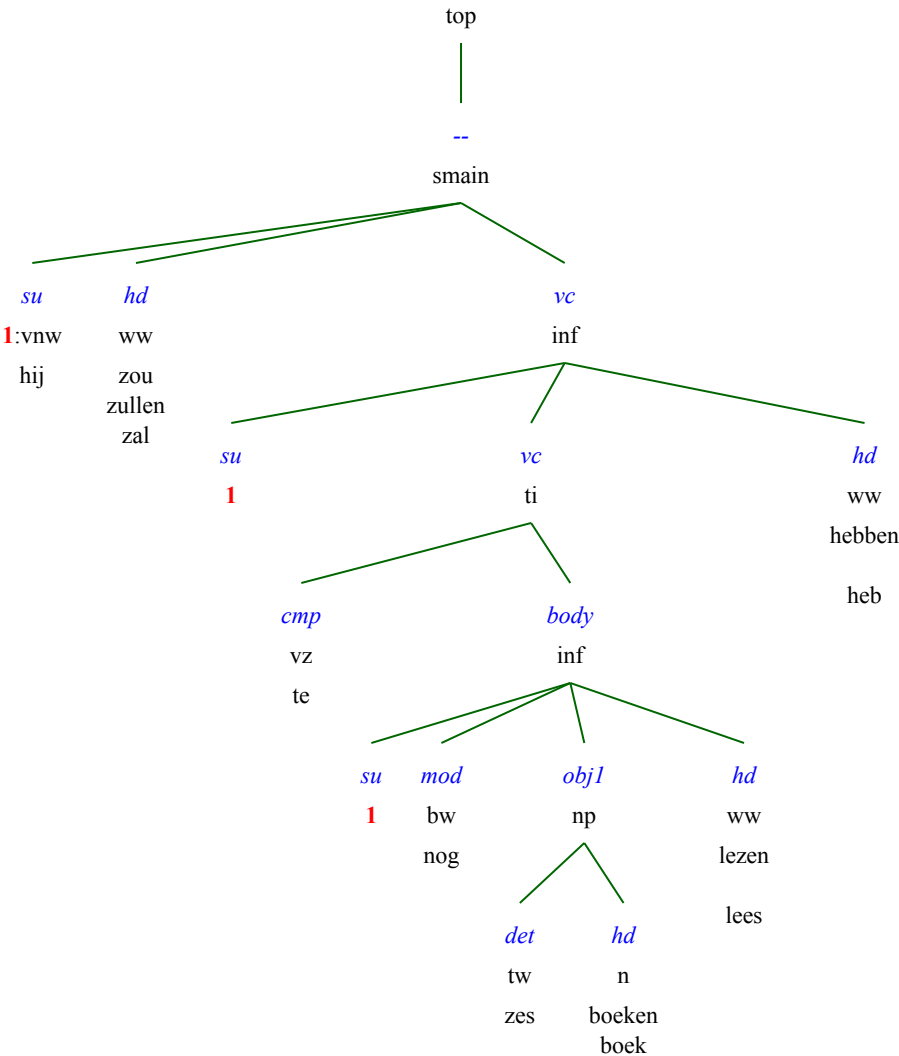 top
--
smain
su hd vc
1:vnw ww inf
hij zou
zullen
zal
su vc hd
1 ti ww
hebben
heb
cmp body
vz inf
te
su mod obj1 hd
1 bw np ww
nog lezen
lees
det hd
tw n
zes boeken
boek